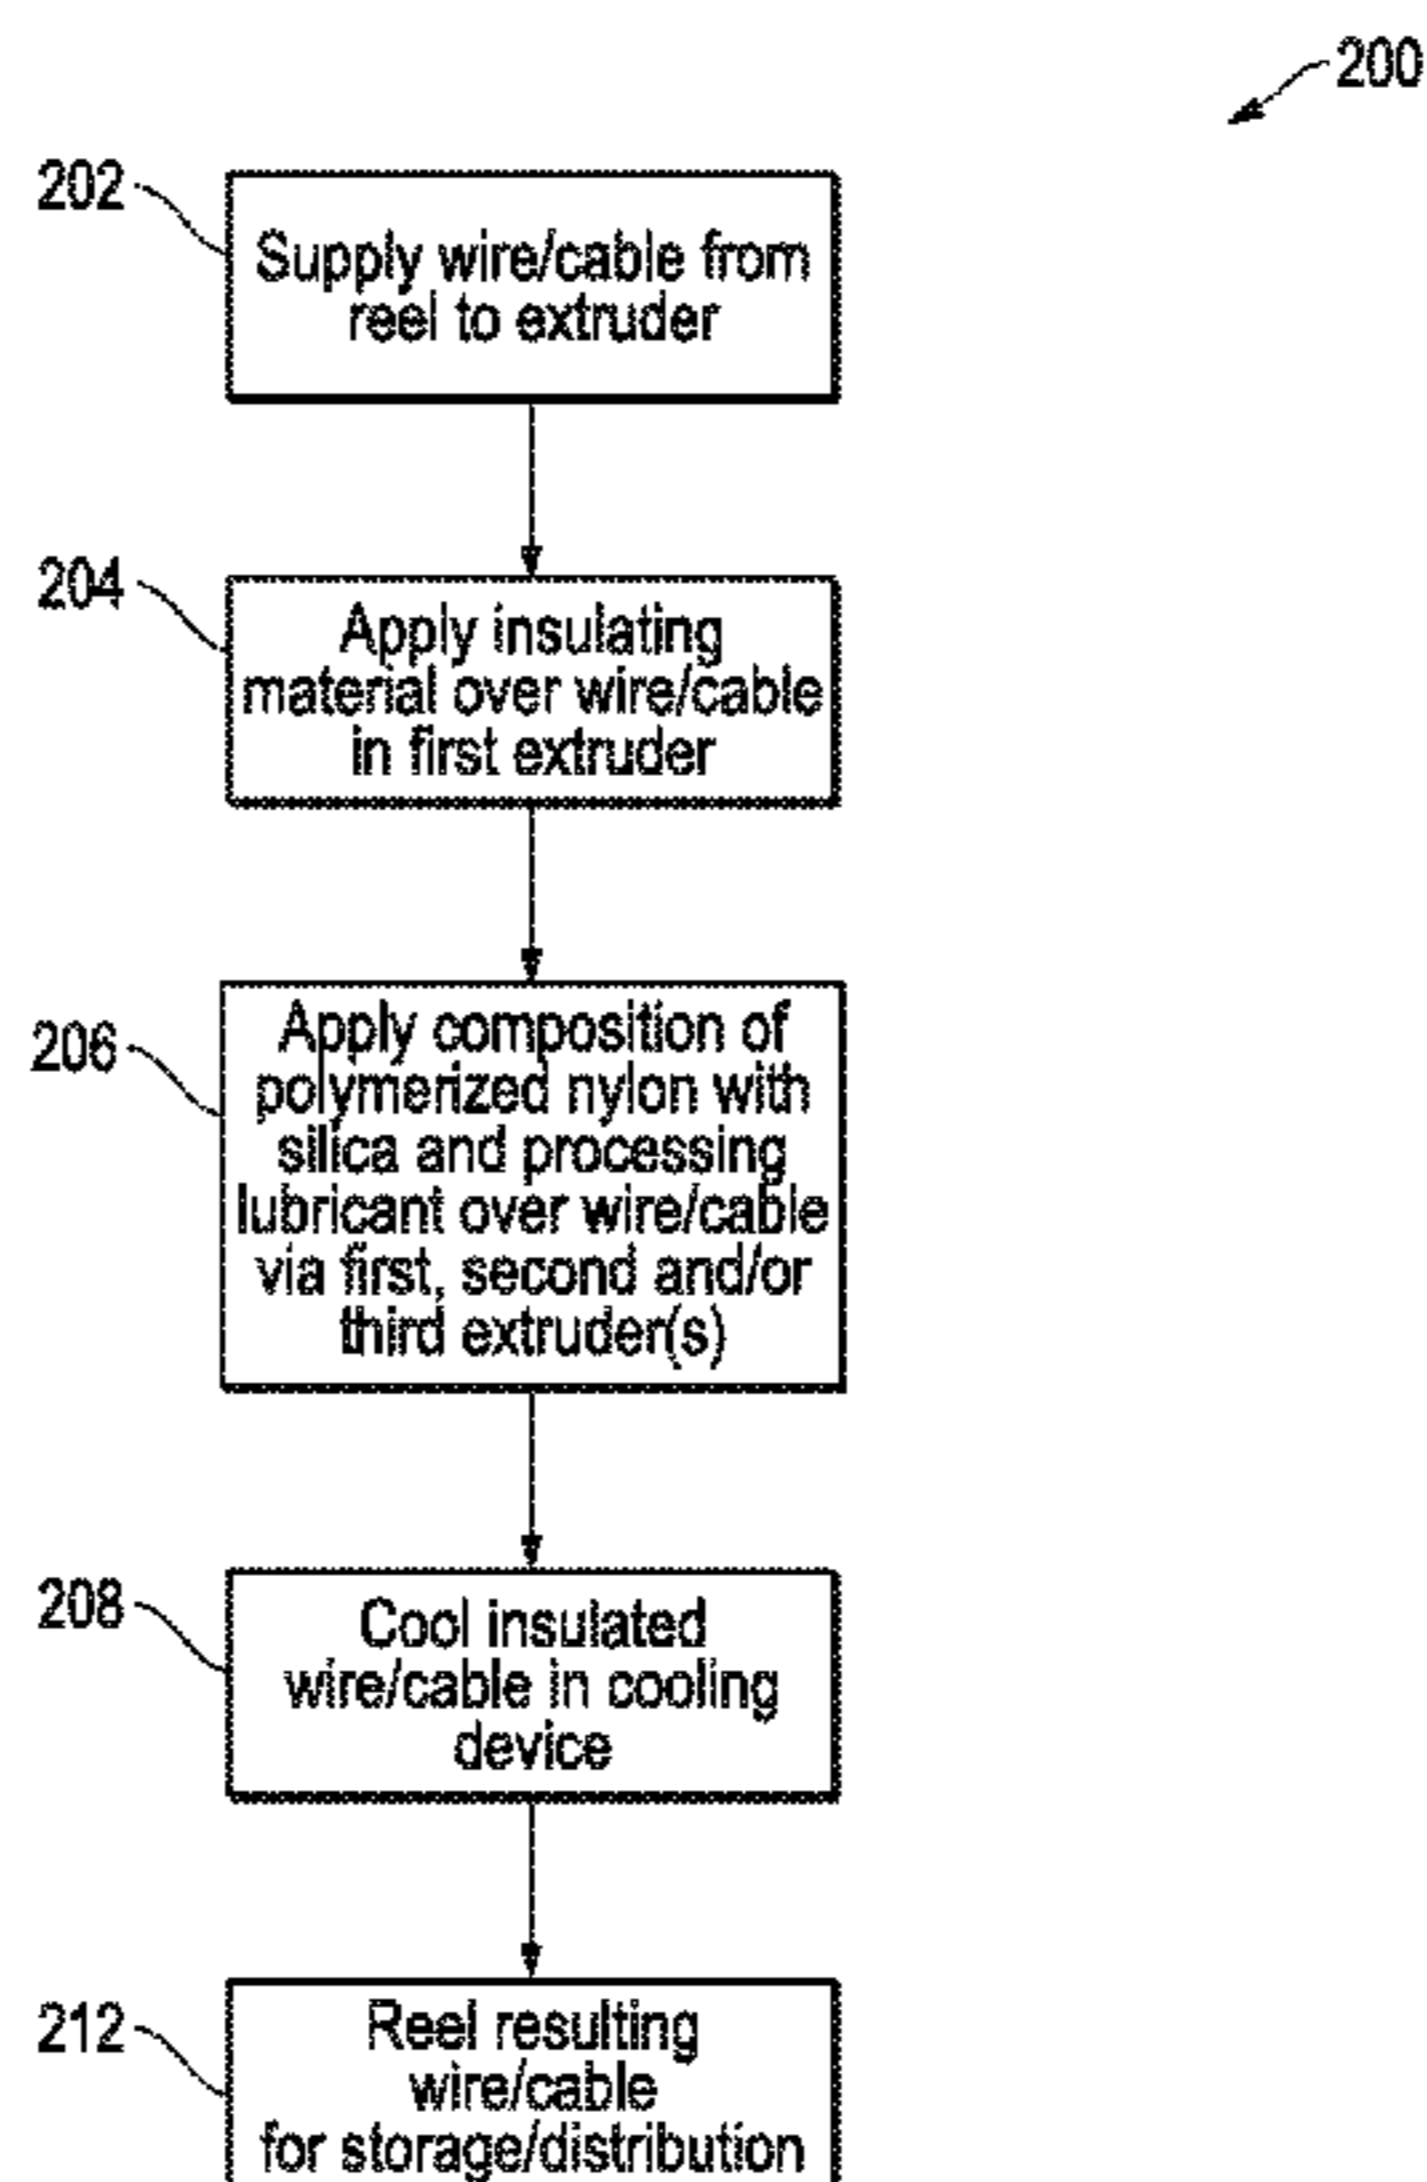 200
202
Supply wire/cable from
reel to extruder
204
Apply insulating
material over wire/cable
in first extruder
206
Apply composition of
polymerized nylon with
silica and processing
lubricant over wire/cable
via first, second and/or
third extruder(s)
208
Cool insulated
wire/cable in cooling
device
212
Reel resulting
wire/cable
for storage/distribution